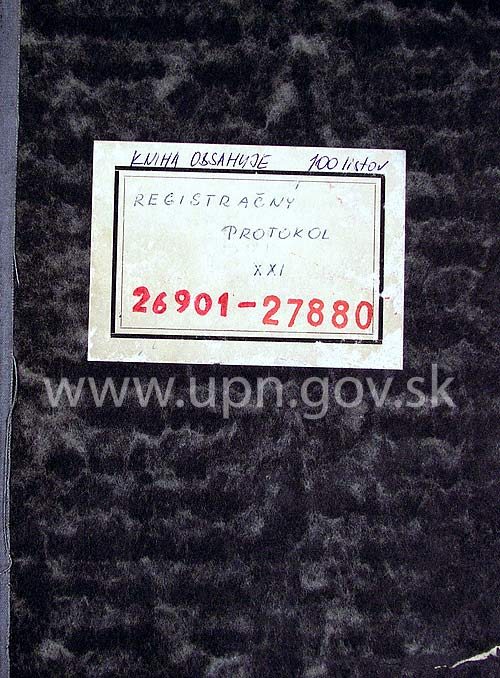 KNIHA OBSAHUJE 100 listov
REGISTRAČNÝ
PROTOKOL
XXI
26901-27880
www.upn.gov.sk